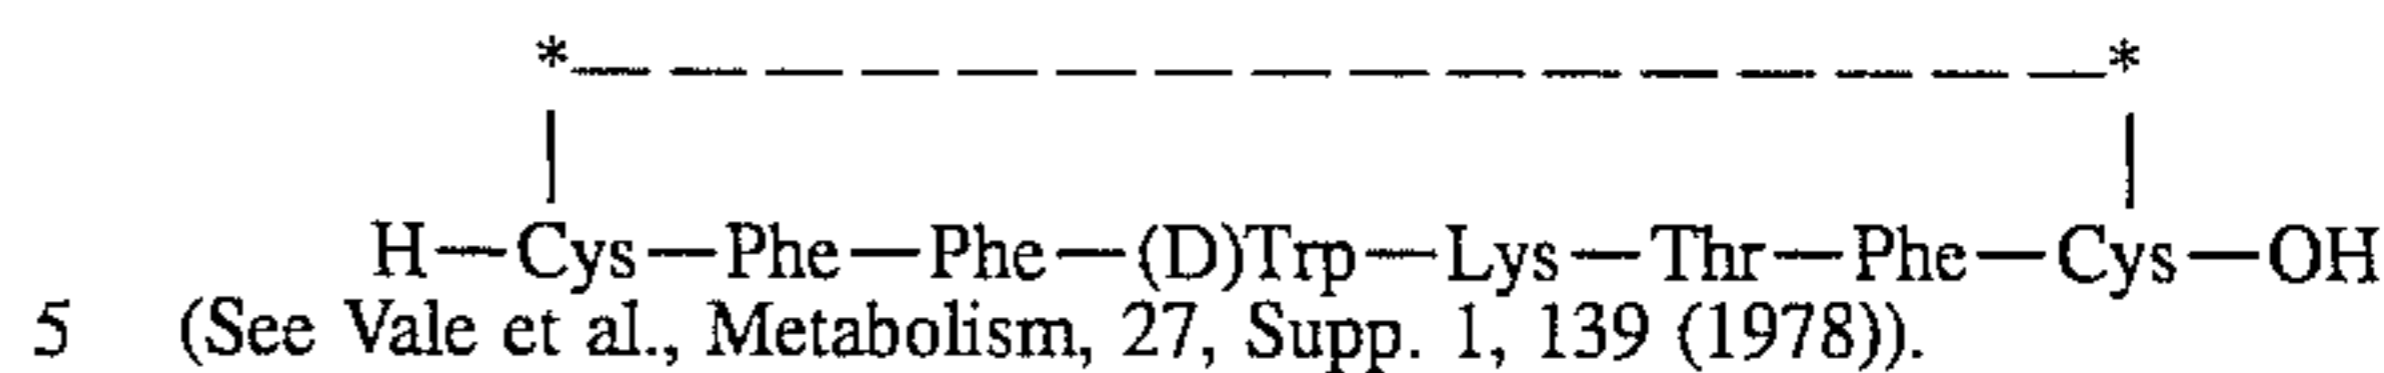 *— — — — — — — — — — — — — — — —*
| |
H—Cys—Phe—Phe—(D)Trp—Lys—Thr—Phe—Cys—OH
5 (See Vale et al., Metabolism, 27, Supp. 1, 139 (1978)).